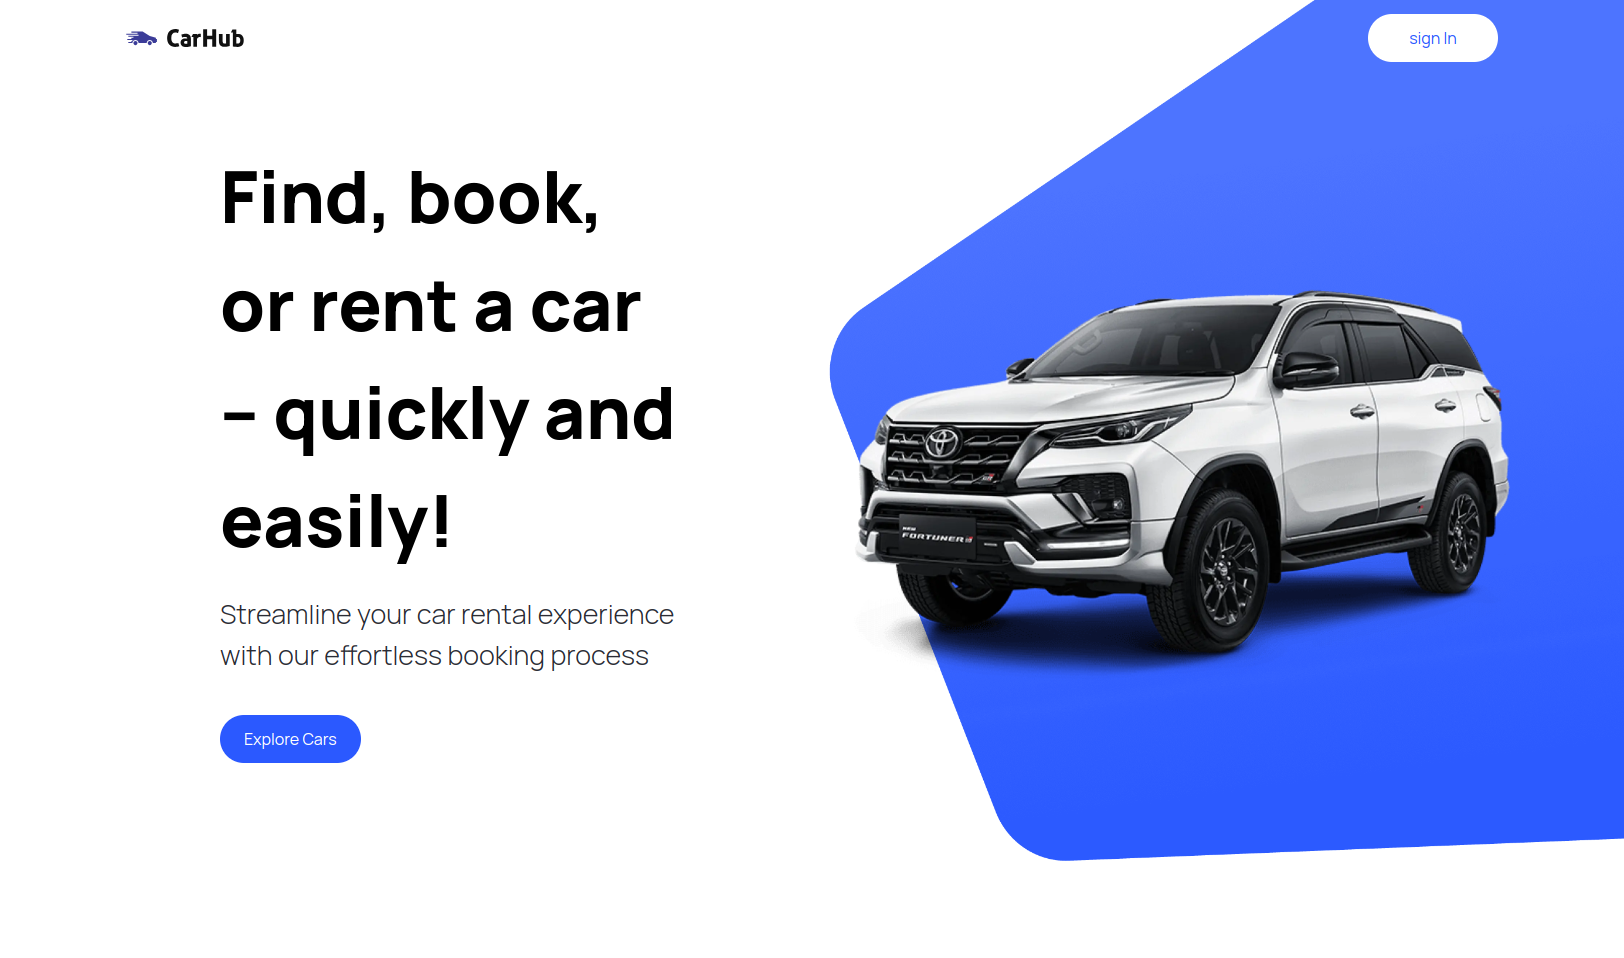 CarHub
sign In
Find, book,
or rent a car
– quickly and
easily!
Streamline your car rental experience
with our effortless booking process
Explore Cars
NEW
FORTUNER